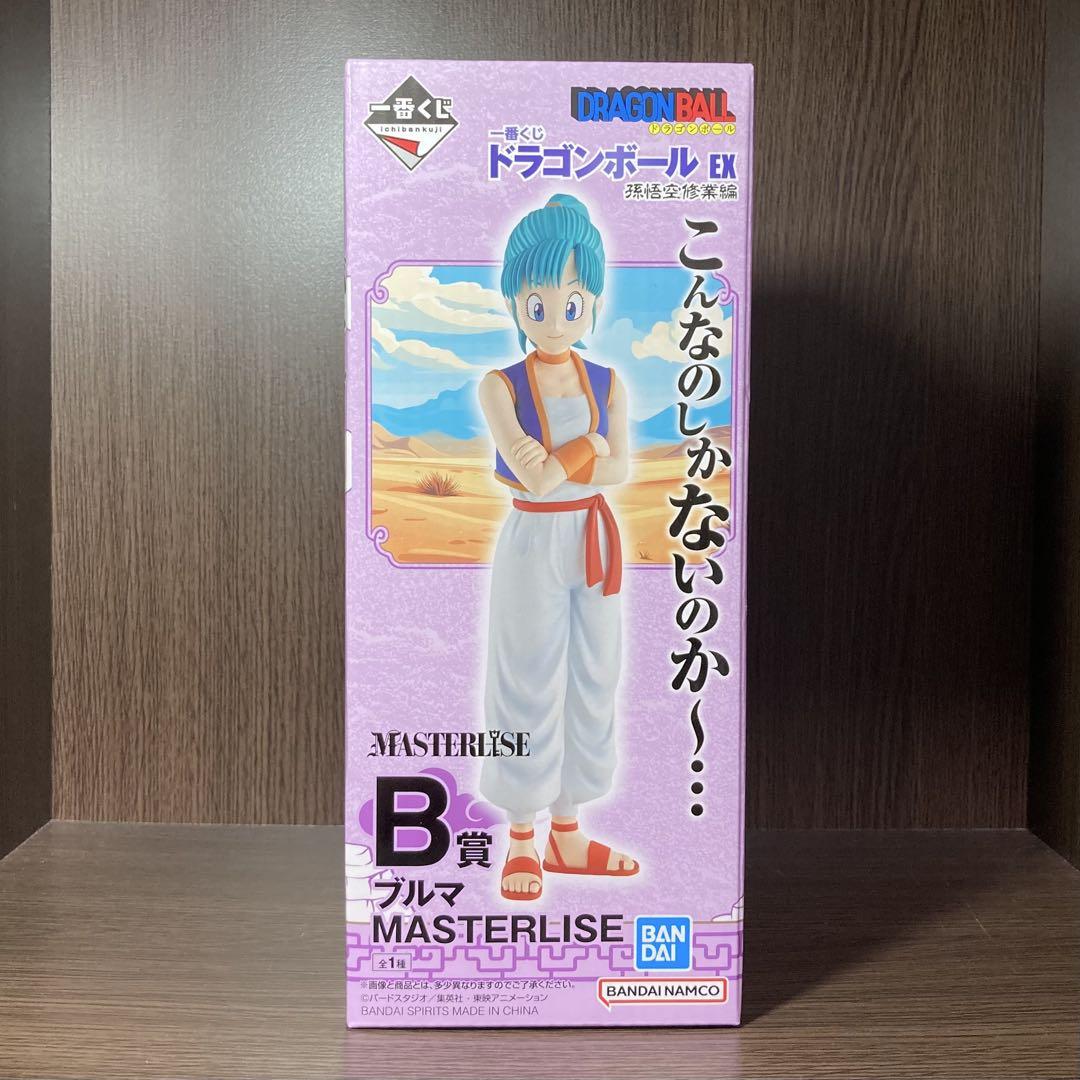 一番くじ
ichibankuji
DRAGON BALL
ドラゴンボール
一番くじ
ドラゴンボール EX
孫悟空修業編
こんなのしかないのか～…
MASTERLISE
B賞
ブルマ
MASTERLISE
全1種
BAN
DAI
※画像と商品とは、多少異なりますのでご了承ください。
©バードスタジオ／集英社・東映アニメーション
BANDAI SPIRITS MADE IN CHINA
BANDAI NAMCO